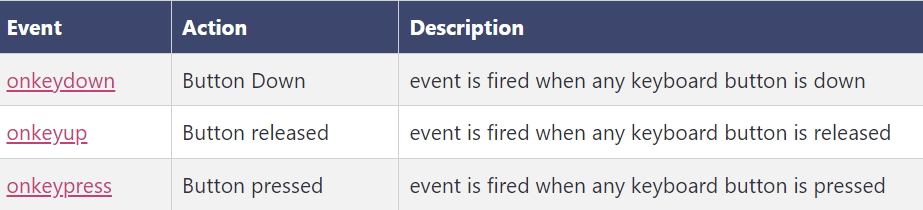 Event Action Description
onkeydown Button Down event is fired when any keyboard button is down
onkeyup Button released event is fired when any keyboard button is released
onkeypress Button pressed event is fired when any keyboard button is pressed